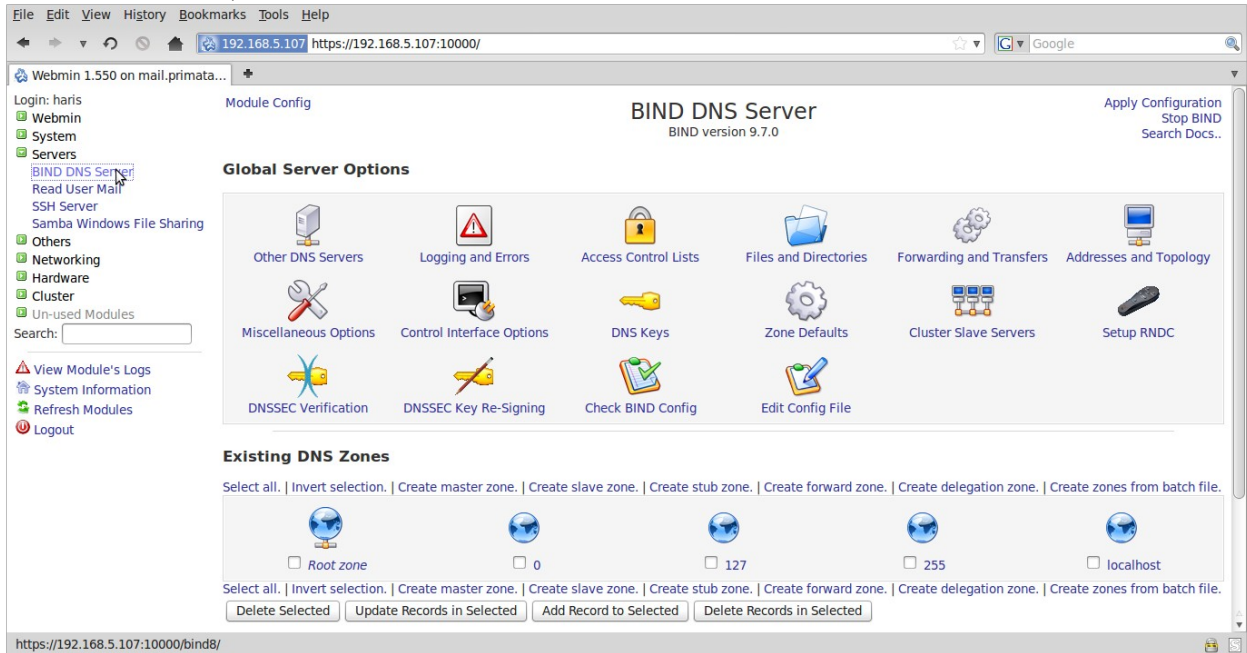 File Edit View History Bookmarks Tools Help
192.168.5.107 https://192.168.5.107:10000/
G Google
Webmin 1.550 on mail.primata...
Login: haris
Webmin
System
Servers
BIND DNS Server
Read User Mail
SSH Server
Samba Windows File Sharing
Others
Networking
Hardware
Cluster
Un-used Modules
Search:
View Module's Logs
System Information
Refresh Modules
Logout
Module Config
BIND DNS Server
BIND version 9.7.0
Apply Configuration
Stop BIND
Search Docs..
Global Server Options
Other DNS Servers Logging and Errors Access Control Lists Files and Directories Forwarding and Transfers Addresses and Topology
Miscellaneous Options Control Interface Options DNS Keys Zone Defaults Cluster Slave Servers Setup RNDC
DNSSEC Verification DNSSEC Key Re-Signing Check BIND Config Edit Config File
Existing DNS Zones
Select all. | Invert selection. | Create master zone. | Create slave zone. | Create stub zone. | Create forward zone. | Create delegation zone. | Create zones from batch file.
Root zone 0 127 255 localhost
Select all. | Invert selection. | Create master zone. | Create slave zone. | Create stub zone. | Create forward zone. | Create delegation zone. | Create zones from batch file.
Delete Selected Update Records in Selected Add Record to Selected Delete Records in Selected
https://192.168.5.107:10000/bind8/